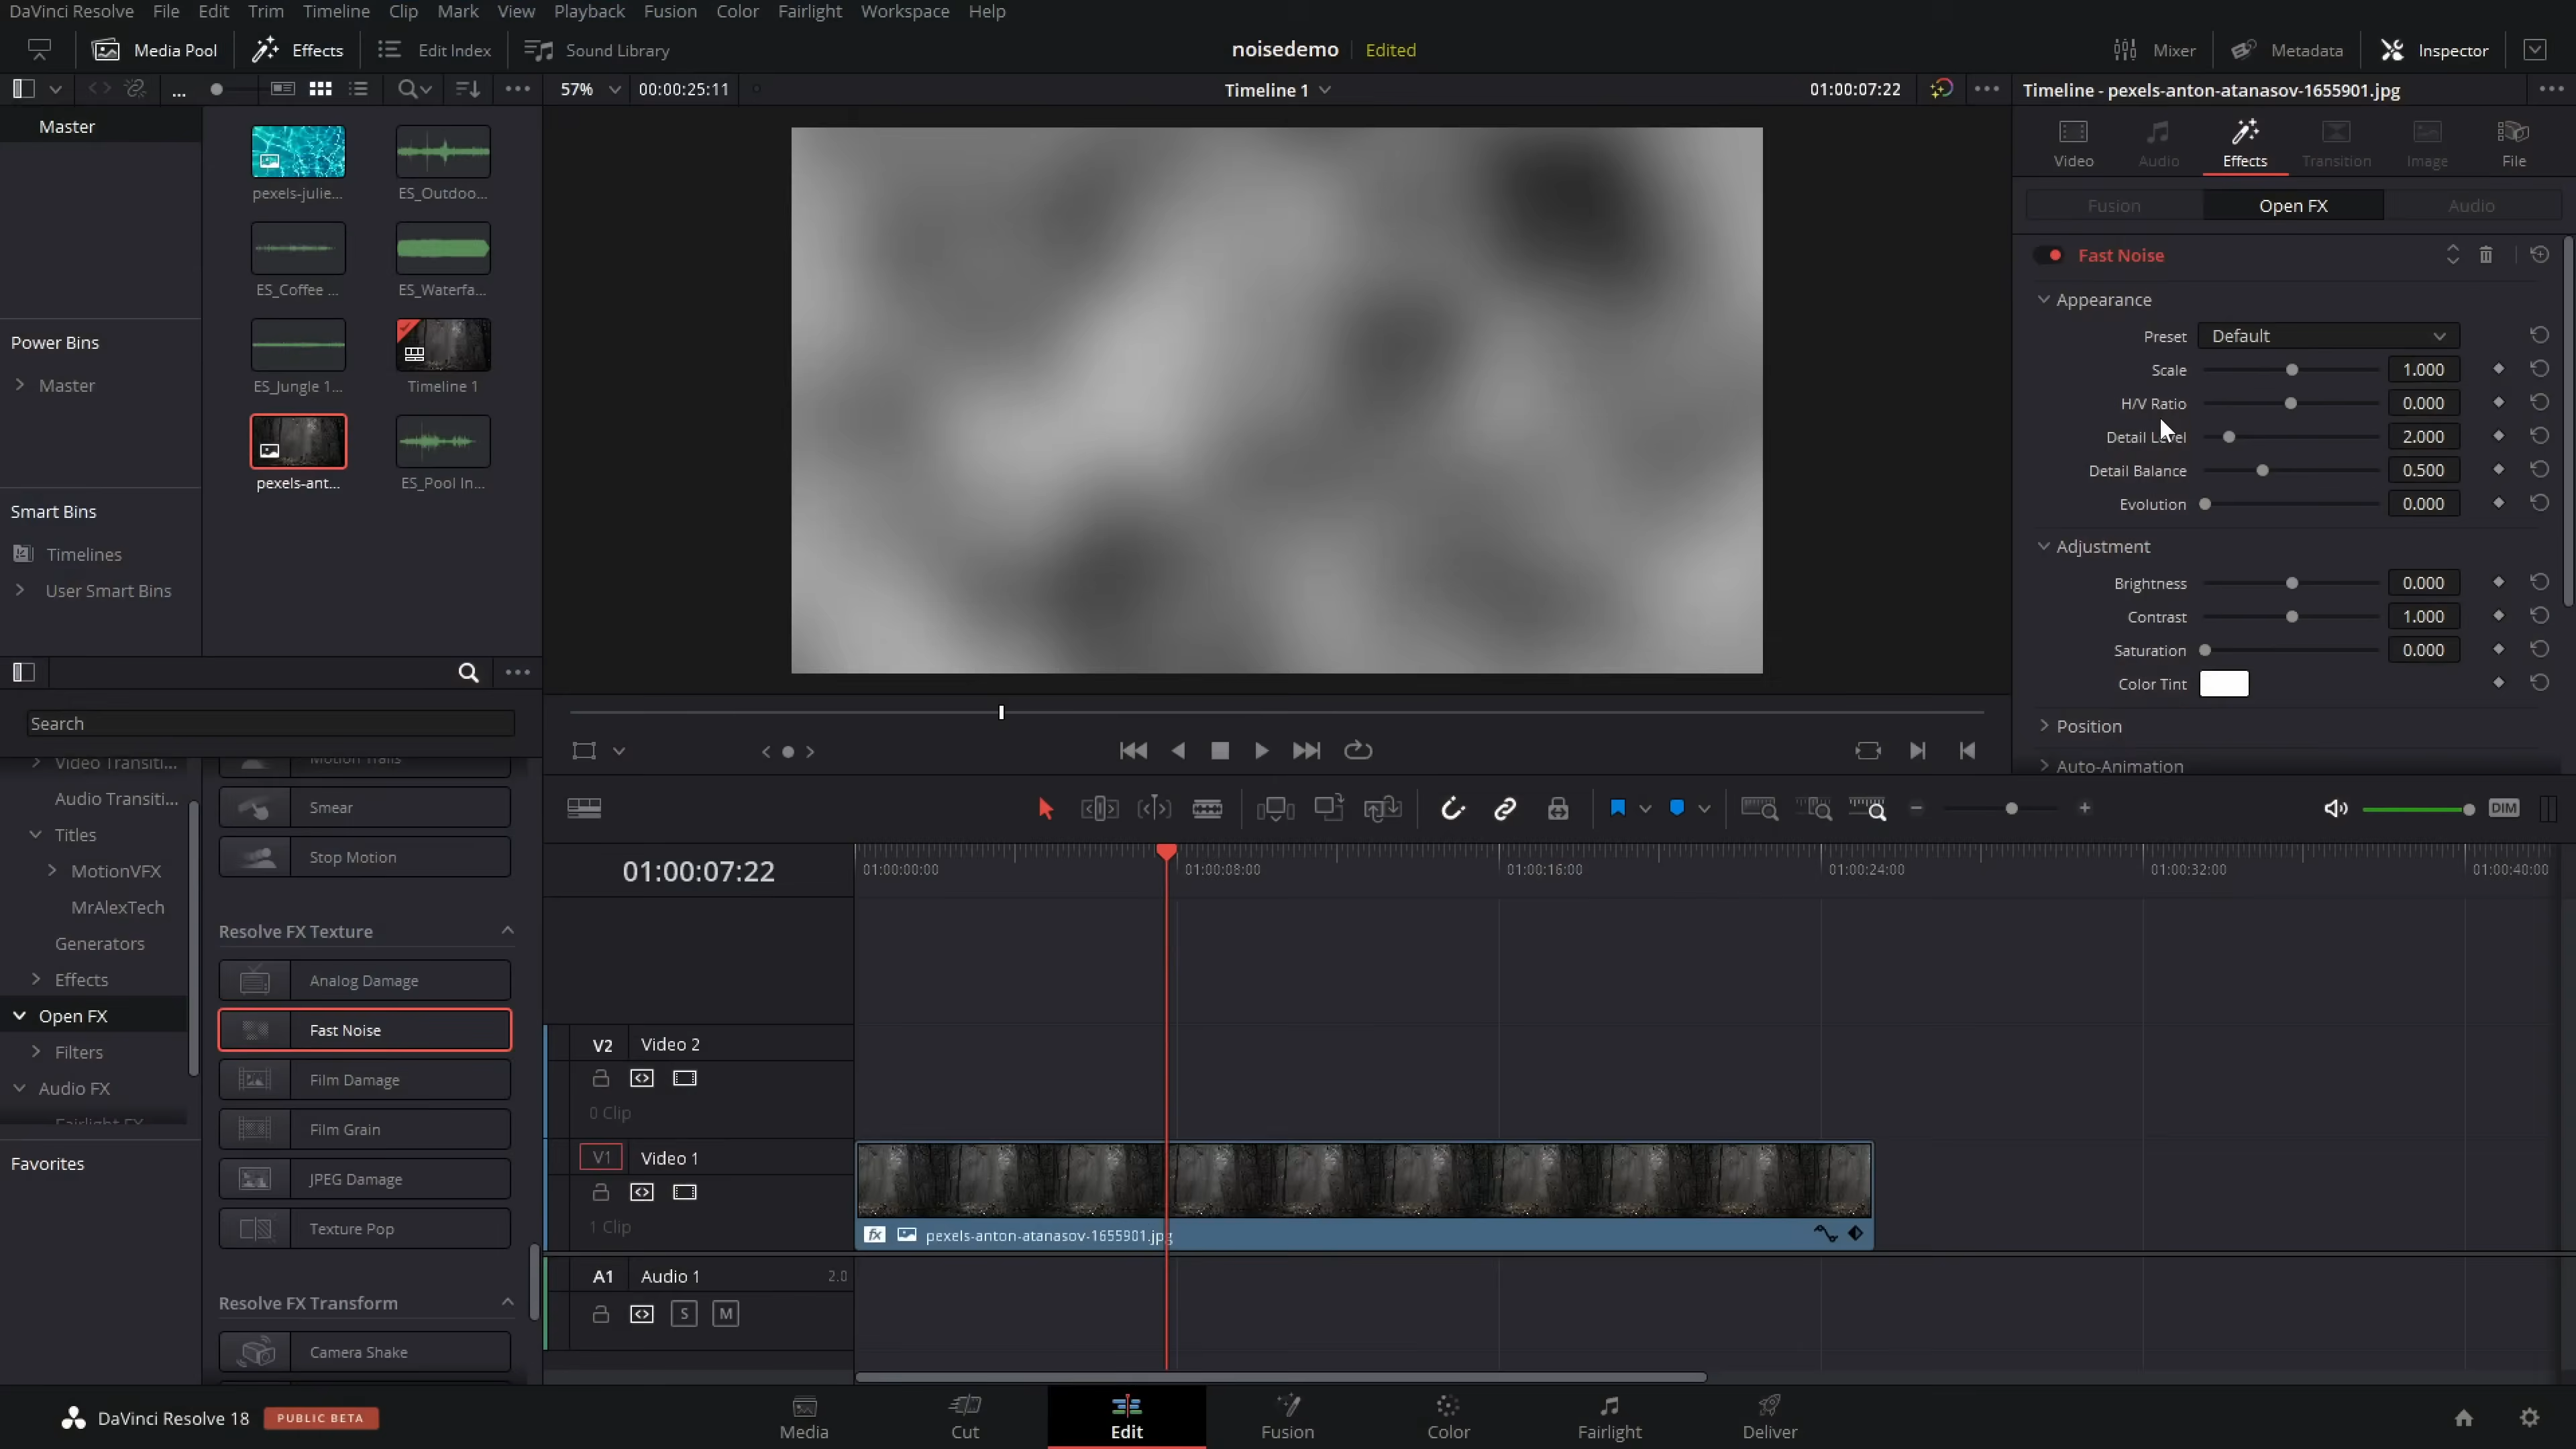 DaVinci Resolve File Edit Trim Timeline Clip Mark View Playback Fusion Color Fairlight Workspace Help
Media Pool Effects Edit Index Sound Library noisedemo Edited Mixer Metadata Inspector
... 57% 00:00:25:11 Timeline 1 01:00:07:22 Timeline - pexels-anton-atanasov-1655901.jpg
Master
Video Audio Effects Transition Image File
pexels-julie... ES_Outdoo...
Fusion Open FX Audio
Fast Noise
ES_Coffee ... ES_Waterfa...
Appearance
Power Bins
Preset Default
Scale 1.000
Master
ES_Jungle 1... Timeline 1
H/V Ratio 0.000
Detail Level 2.000
Detail Balance 0.500
pexels-ant... ES_Pool In...
Evolution 0.000
Smart Bins
Timelines
Adjustment
User Smart Bins
Brightness 0.000
Contrast 1.000
Saturation 0.000
Color Tint
Search
Position
Auto-Animation
Video Transiti... Motion Trails
Audio Transiti... Smear
DIM
Titles
Stop Motion
MotionVFX
01:00:07:22 01:00:00:00 01:00:08:00 01:00:16:00 01:00:24:00 01:00:32:00 01:00:40:00
MrAlexTech
Resolve FX Texture
Generators
Effects Analog Damage
Open FX
Fast Noise
Filters
V2 Video 2
Audio FX Film Damage
Fairlight FX
0 Clip
Film Grain
Favorites
V1 Video 1
JPEG Damage
Texture Pop
1 Clip
fx pexels-anton-atanasov-1655901.jpg
A1 Audio 1 2.0
Resolve FX Transform
S M
Camera Shake
DaVinci Resolve 18 PUBLIC BETA
Media Cut Edit Fusion Color Fairlight Deliver